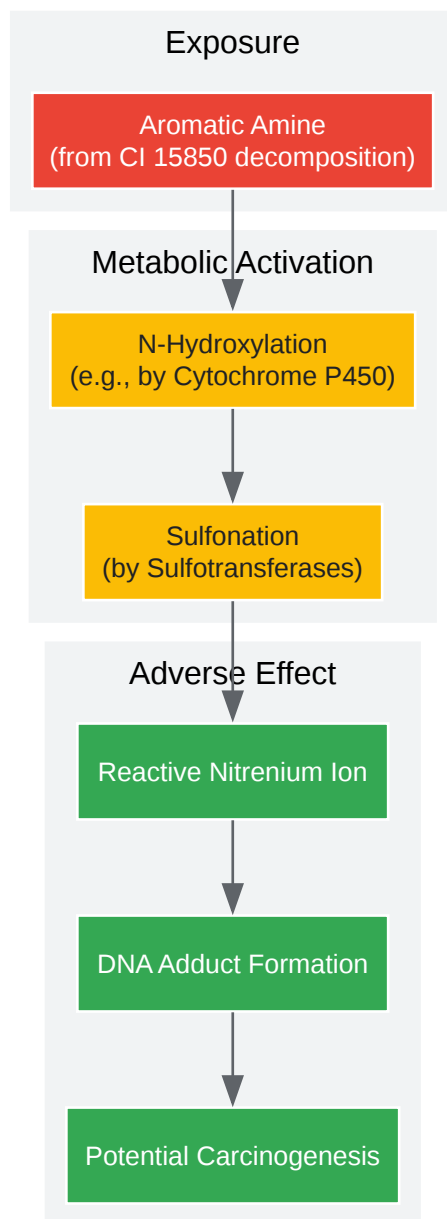 Exposure
Aromatic Amine
(from CI 15850 decomposition)
Metabolic Activation
N-Hydroxylation
(e.g., by Cytochrome P450)
Sulfonation
(by Sulfotransferases)
Adverse Effect
Reactive Nitrenium Ion
DNA Adduct Formation
Potential Carcinogenesis